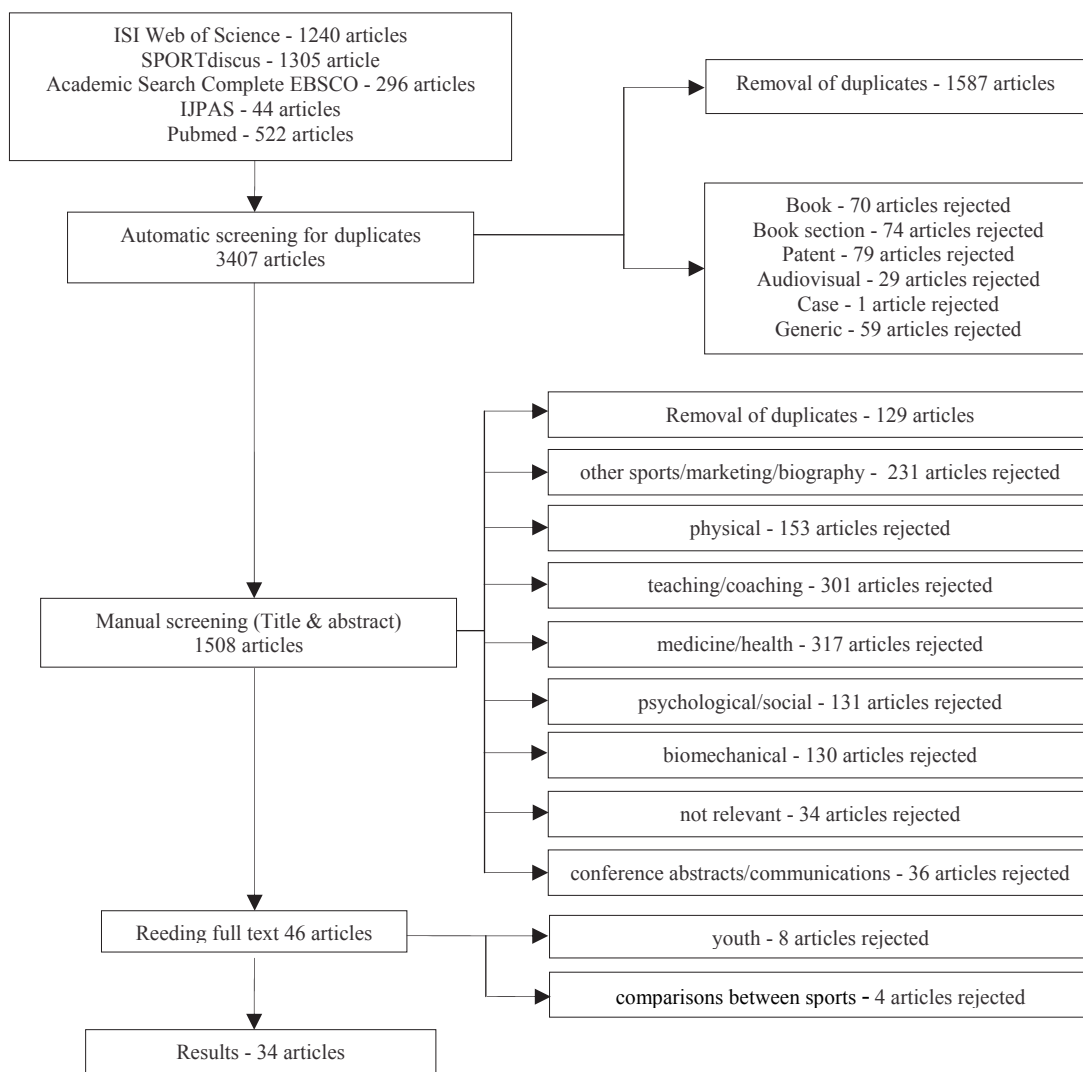 ISI Web of Science - 1240 articles
SPORTdiscus - 1305 article
Academic Search Complete EBSCO - 296 articles
IJPAS - 44 articles
Pubmed - 522 articles
Removal of duplicates - 1587 articles
Automatic screening for duplicates
3407 articles
Book - 70 articles rejected
Book section - 74 articles rejected
Patent - 79 articles rejected
Audiovisual - 29 articles rejected
Case - 1 article rejected
Generic - 59 articles rejected
Manual screening (Title & abstract)
1508 articles
Removal of duplicates - 129 articles
other sports/marketing/biography - 231 articles rejected
physical - 153 articles rejected
teaching/coaching - 301 articles rejected
medicine/health - 317 articles rejected
psychological/social - 131 articles rejected
biomechanical - 130 articles rejected
not relevant - 34 articles rejected
conference abstracts/communications - 36 articles rejected
Reeding full text 46 articles
youth - 8 articles rejected
comparisons between sports - 4 articles rejected
Results - 34 articles